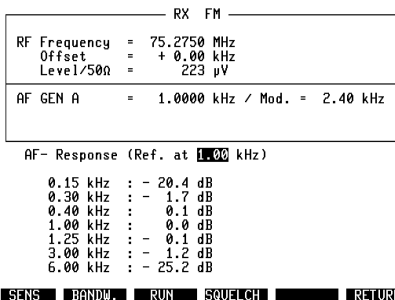 RX FM
RF Frequency = 75.2750 MHz
Offset = + 0.00 kHz
Level/50Ω = 223 µV
AF GEN A = 1.0000 kHz / Mod. = 2.40 kHz
AF- Response (Ref. at 1.00 kHz)
0.15 kHz : - 20.4 dB
0.30 kHz : - 1.7 dB
0.40 kHz : 0.1 dB
1.00 kHz : 0.0 dB
1.25 kHz : - 0.1 dB
3.00 kHz : - 1.2 dB
6.00 kHz : - 25.2 dB
SENS BANDW. RUN SQUELCH RETUR